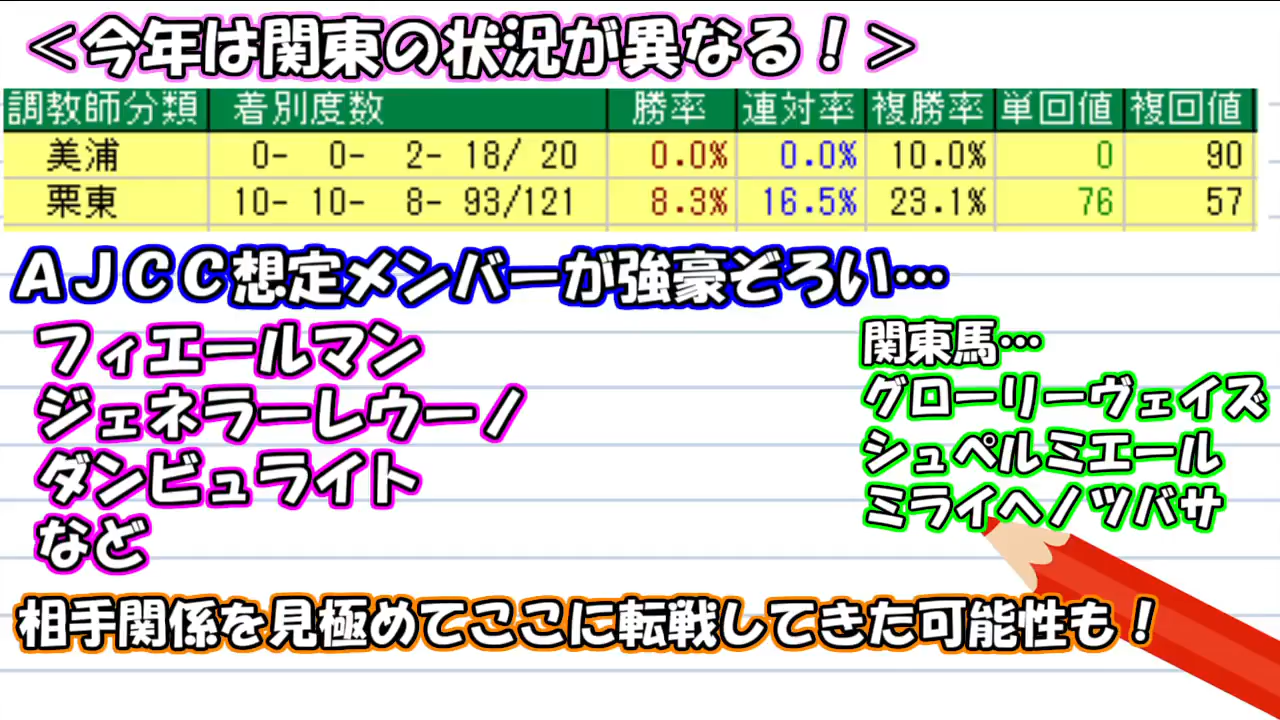 ＜今年は関東の状況が異なる！＞
調教師分類 着別度数 勝率 連対率 複勝率 単回値 複回値
美浦 0- 0- 2- 18/ 20 0.0% 0.0% 10.0% 0 90
栗東 10- 10- 8- 93/121 8.3% 16.5% 23.1% 76 57
ＡＪＣＣ想定メンバーが強豪ぞろい…
フィエールマン
ジェネラーレウーノ
ダンビュライト
など
関東馬…
グローリーヴェイズ
シュペルミエール
ミライヘノツバサ
相手関係を見極めてここに転戦してきた可能性も！